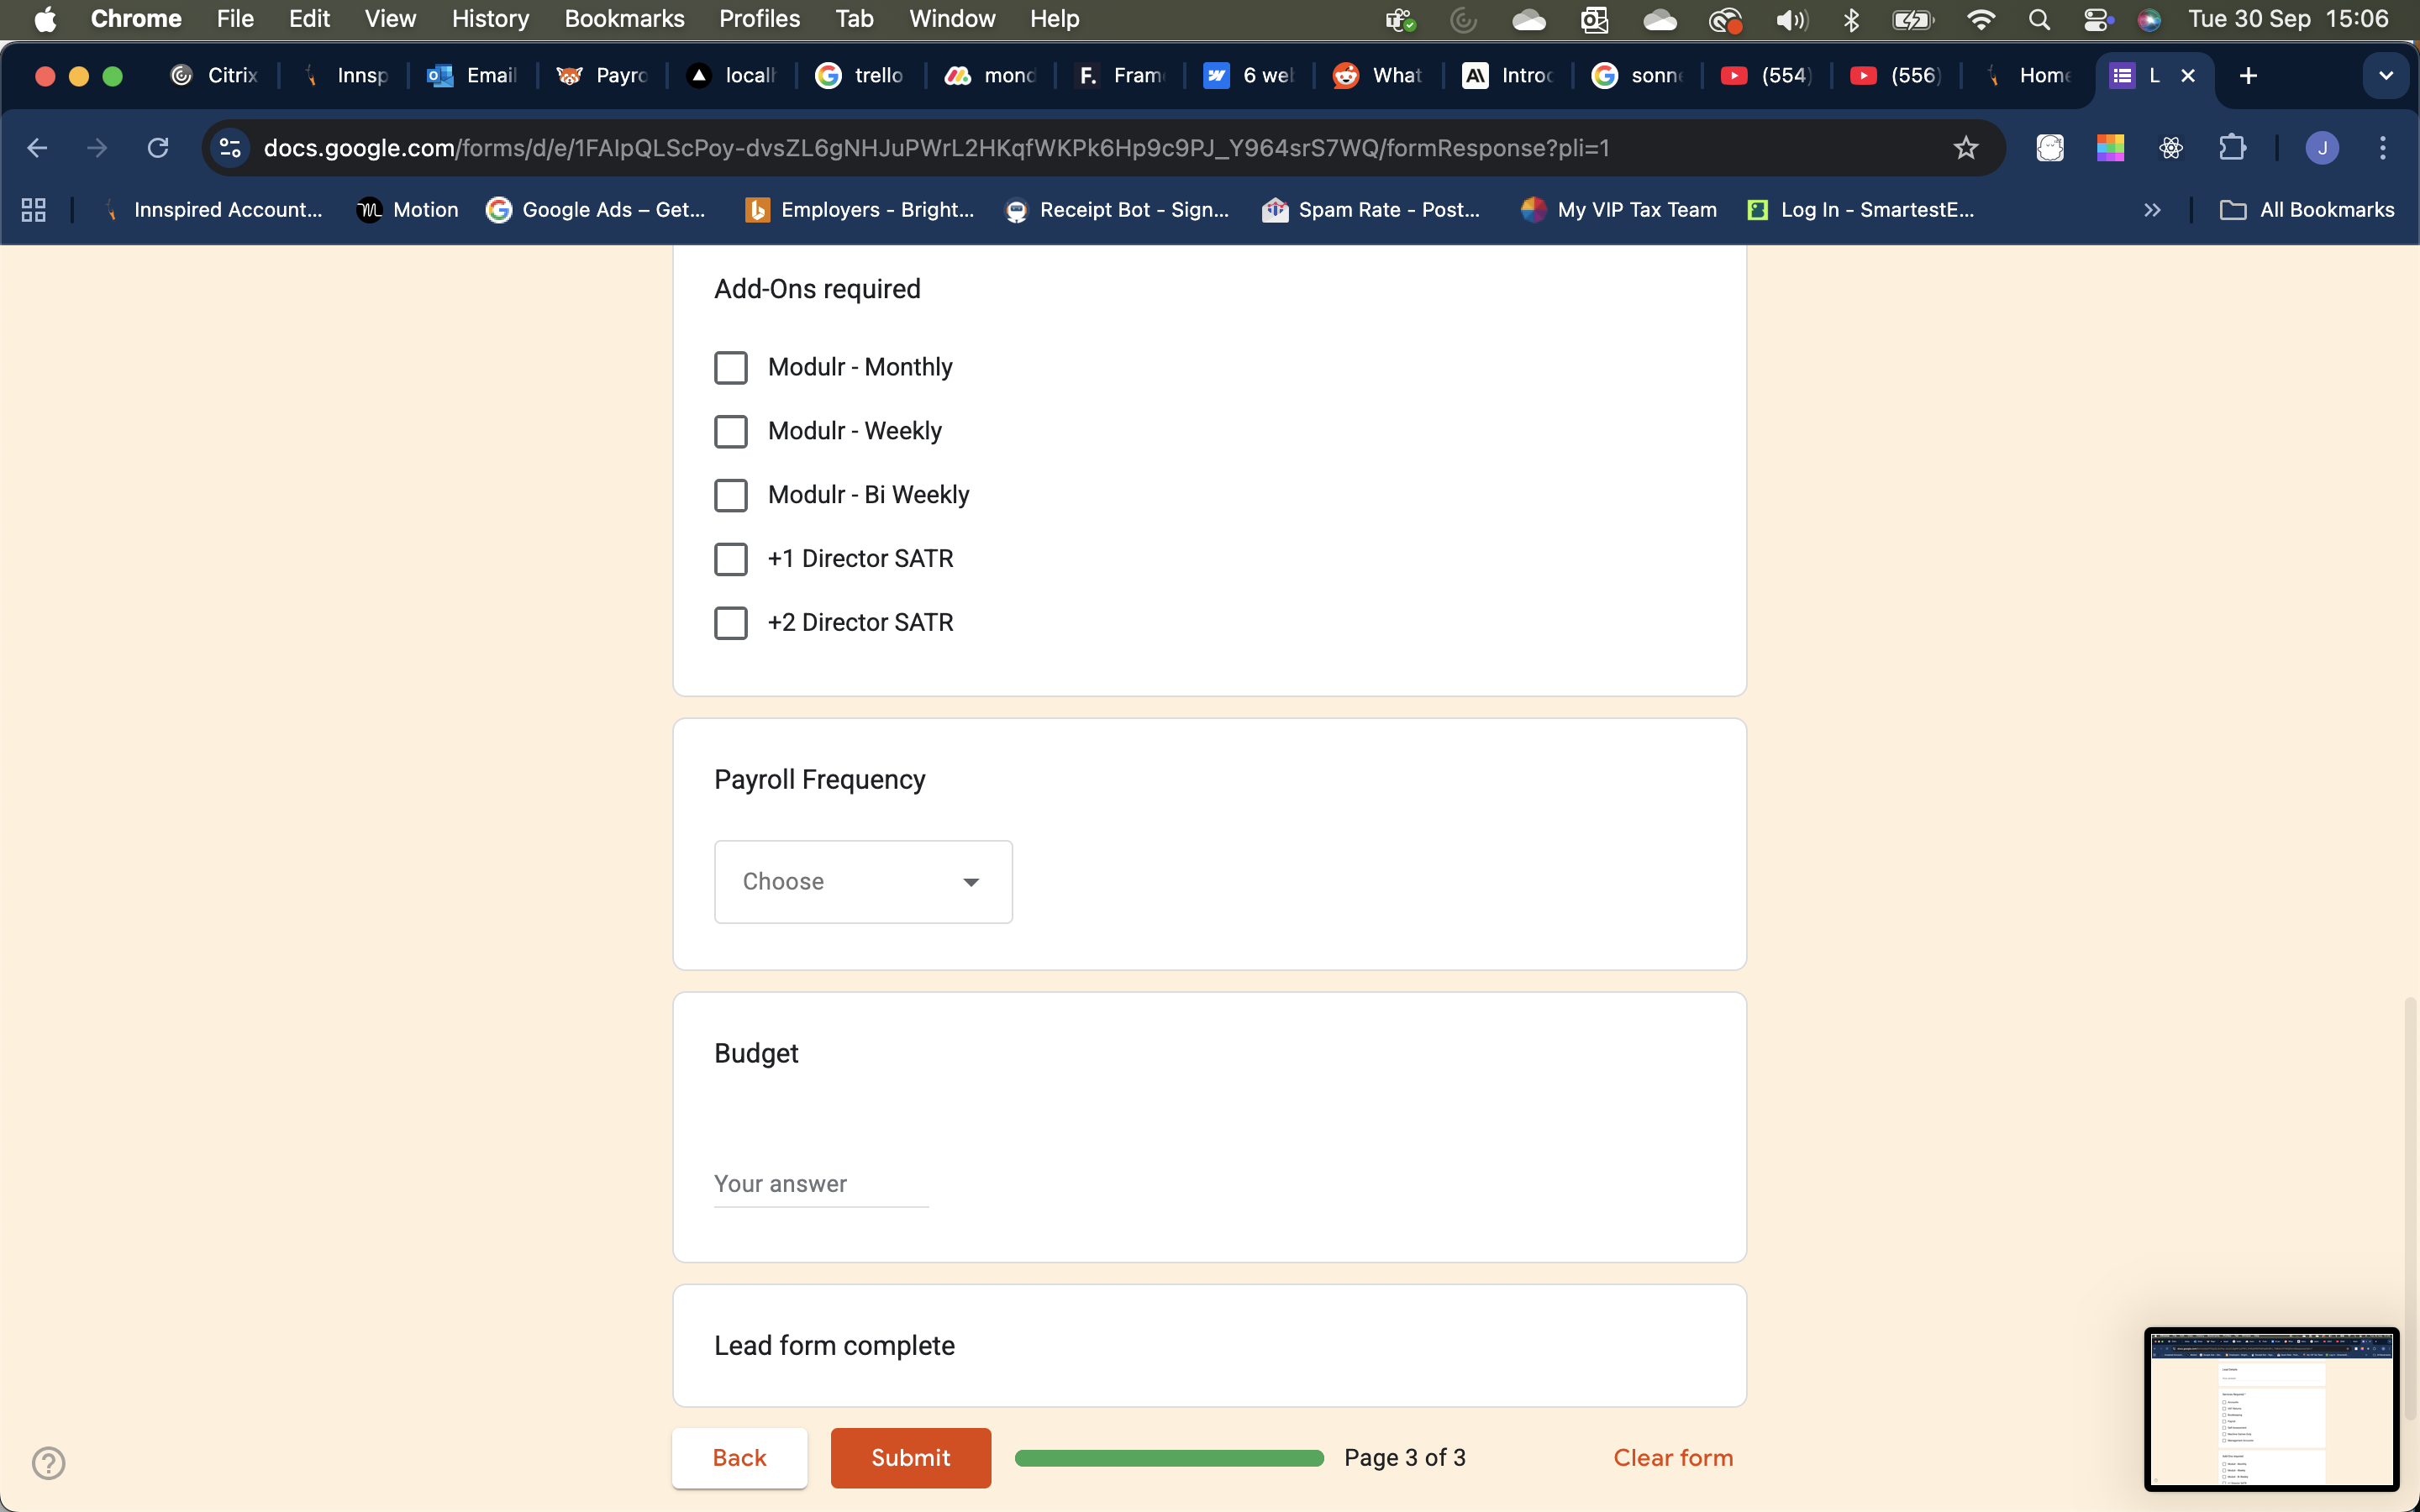 Chrome File Edit View History Bookmarks Profiles Tab Window Help Tue 30 Sep 15:06
Citrix Innsp Email Payro localh trello mond Frame 6 wel What Introc sonne (554) (556) Home L
docs.google.com/forms/d/e/1FAIpQLScPoy-dvsZL6gNHJuPWrL2HKqfWKPk6Hp9c9PJ_Y964srS7WQ/formResponse?pli=1
J
Innspired Account... Motion Google Ads – Get... Employers - Bright... Receipt Bot - Sign... Spam Rate - Post... My VIP Tax Team Log In - SmartestE... All Bookmarks
Add-Ons required
Modulr - Monthly
Modulr - Weekly
Modulr - Bi Weekly
+1 Director SATR
+2 Director SATR
Payroll Frequency
Choose
Budget
Your answer
Lead form complete
Back Submit Page 3 of 3 Clear form